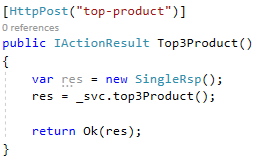 [HttpPost("top-product")]
0 references
public IActionResult Top3Product()
{
    var res = new SingleRsp();
    res = _svc.top3Product();

    return Ok(res);
}